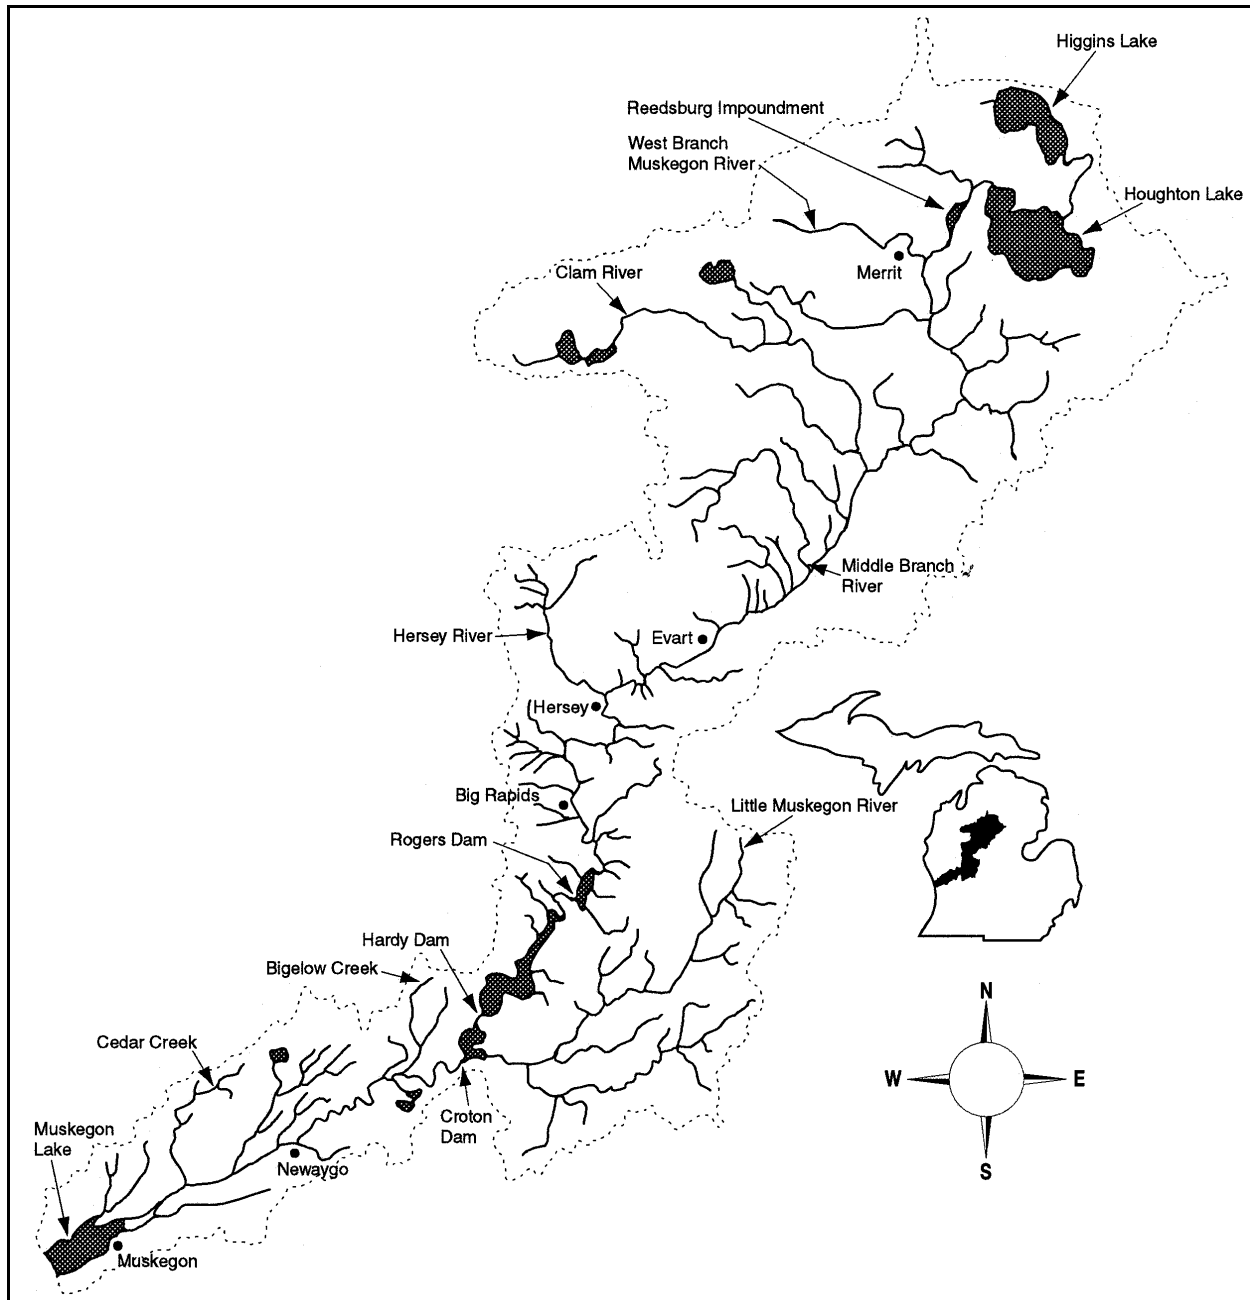 Higgins Lake
Reedsburg Impoundment
West Branch
Muskegon River
Houghton Lake
Merrit
Clam River
Middle Branch
River
Hersey River
Evart
Hersey
Big Rapids
Little Muskegon River
Rogers Dam
Hardy Dam
Bigelow Creek
N
Cedar Creek
W
E
Croton
Dam
Muskegon
Lake
Newaygo
S
Muskegon